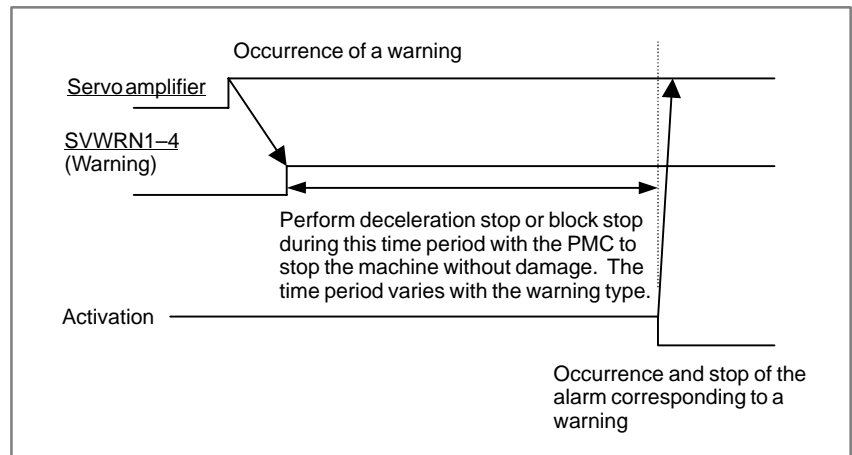 Occurrence of a warning
Servo amplifier
SVWRN1–4
(Warning)
Perform deceleration stop or block stop
during this time period with the PMC to
stop the machine without damage. The
time period varies with the warning type.
Activation
Occurrence and stop of the
alarm corresponding to a
warning